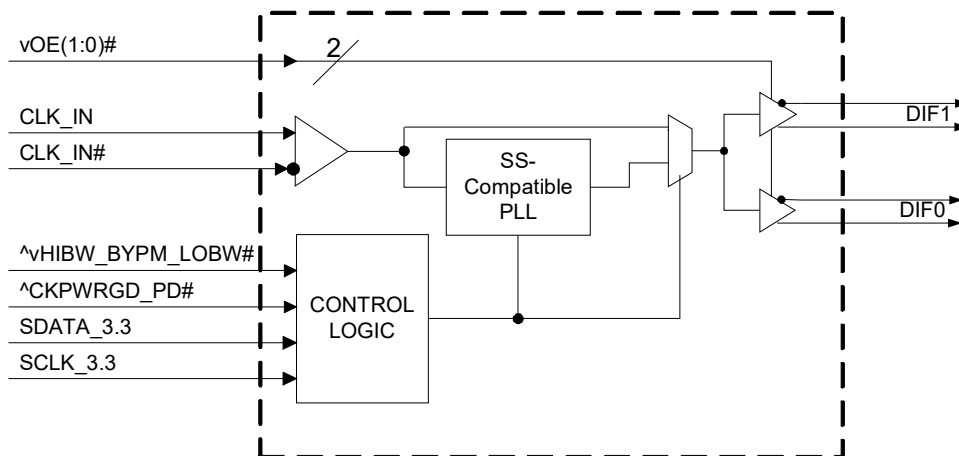 vOE(1:0)#
2
CLK_IN
CLK_IN#
DIF1
SS-
Compatible
PLL
DIF0
^vHIBW_BYPM_LOBW#
^CKPWRGD_PD#
SDATA_3.3
SCLK_3.3
CONTROL
LOGIC